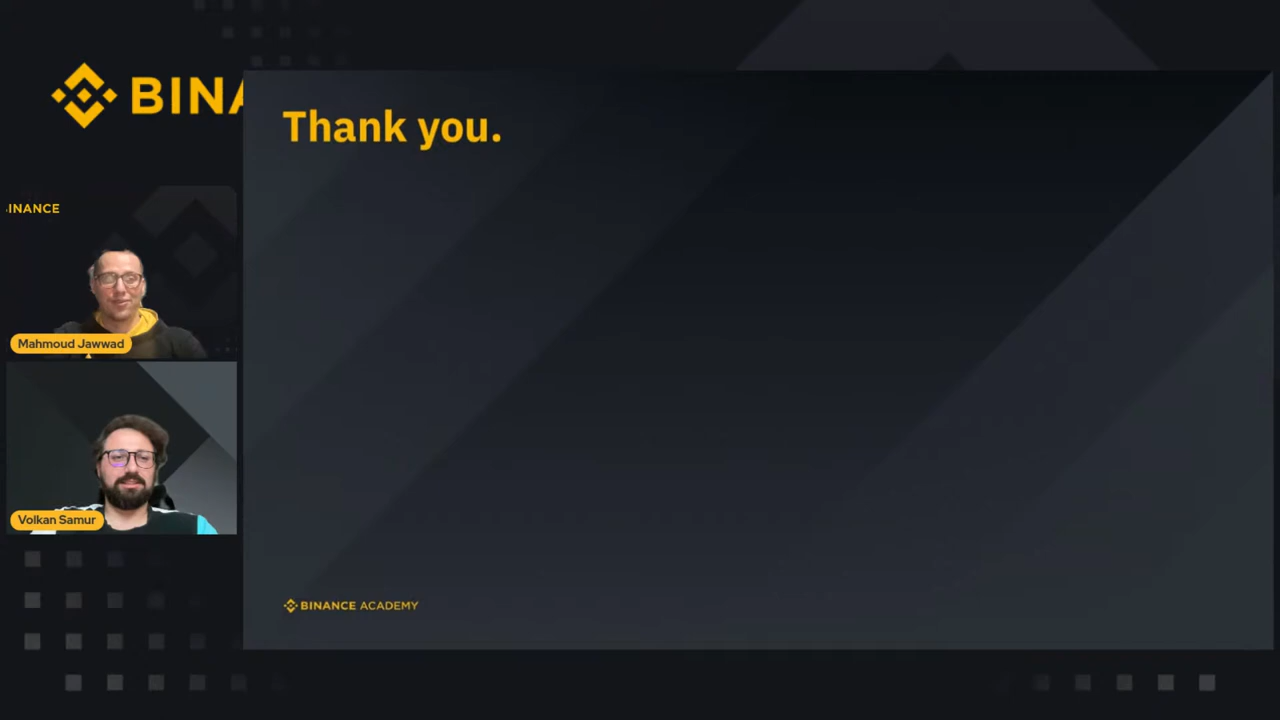 BINA
Thank you.
INANCE
Mahmoud Jawwad
Volkan Samur
BINANCE ACADEMY